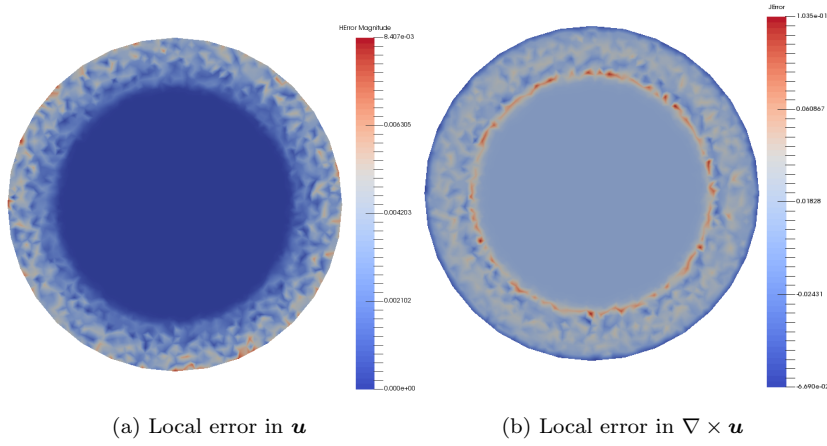 HError Magnitude
8.407e-03
0.006305
0.004203
0.002102
0.000e+00
JError
1.035e-01
0.060867
0.01828
-0.02431
-6.690e-02
(a) Local error in u
(b) Local error in ∇ × u